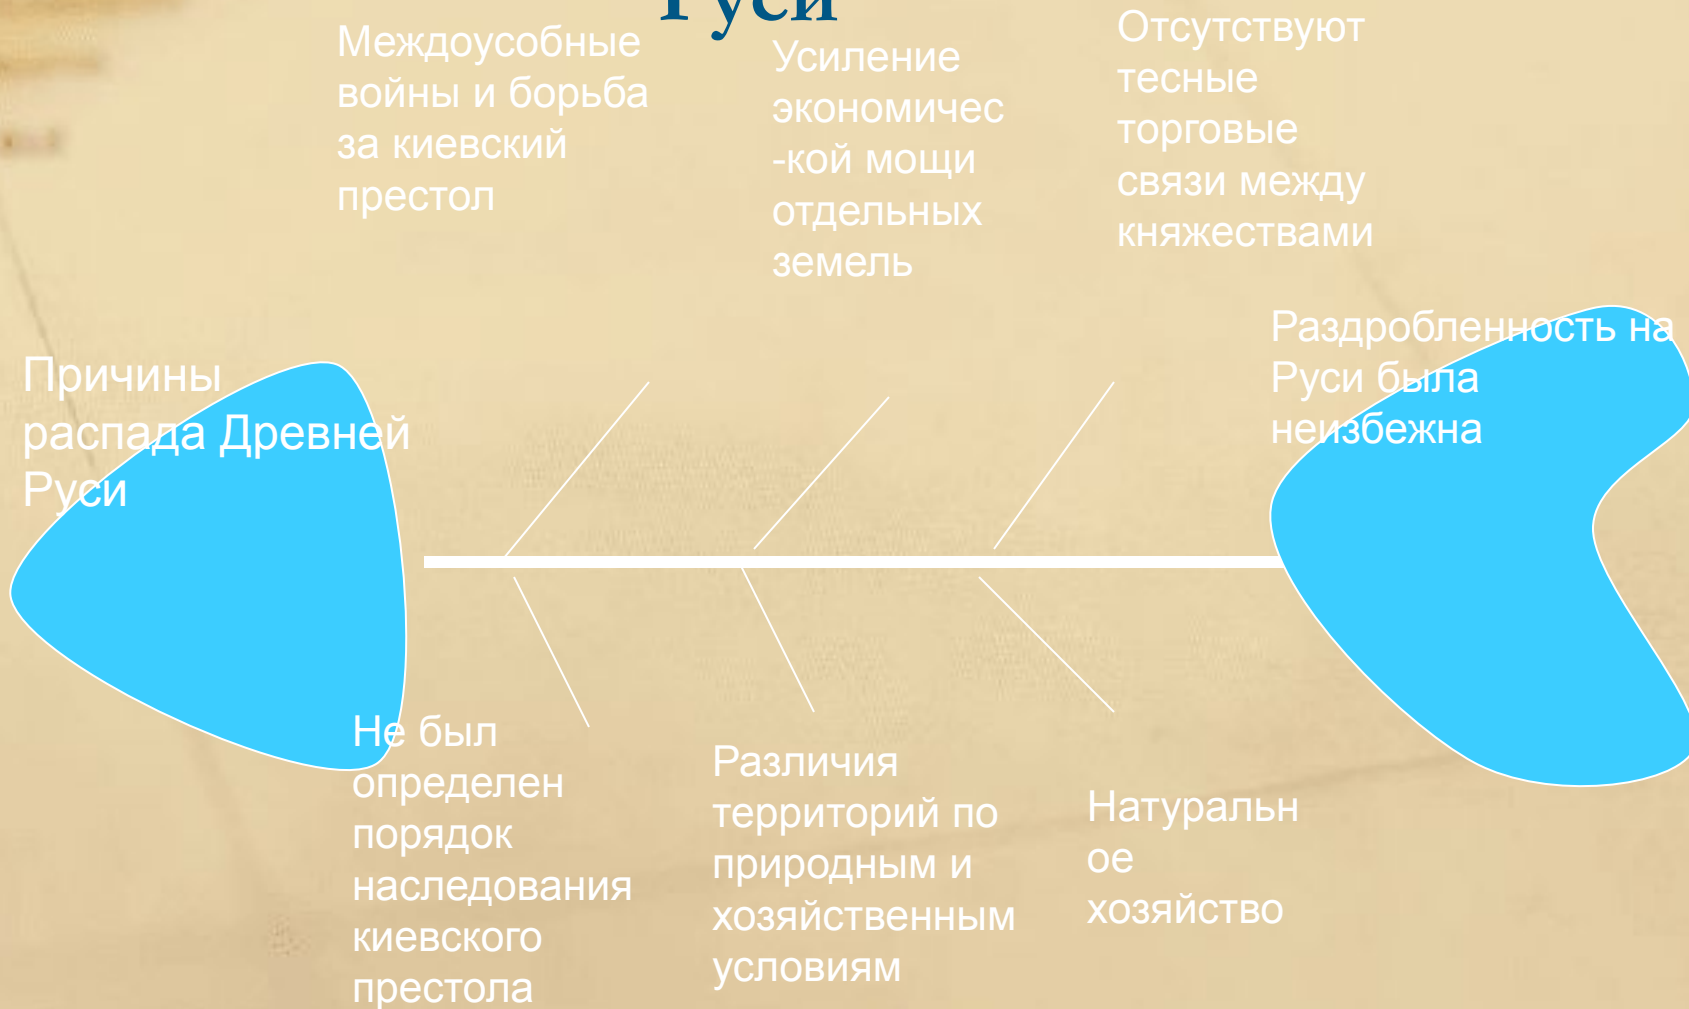 Руси
Междоусобные
войны и борьба
за киевский
престол
Усиление
экономичес
-кой мощи
отдельных
земель
Отсутствуют
тесные
торговые
связи между
княжествами
Причины
распада Древней
Руси
Раздробленность на
Руси была
неизбежна
Не был
определен
порядок
наследования
киевского
престола
Различия
территорий по
природным и
хозяйственным
условиям
Натуральн
ое
хозяйство